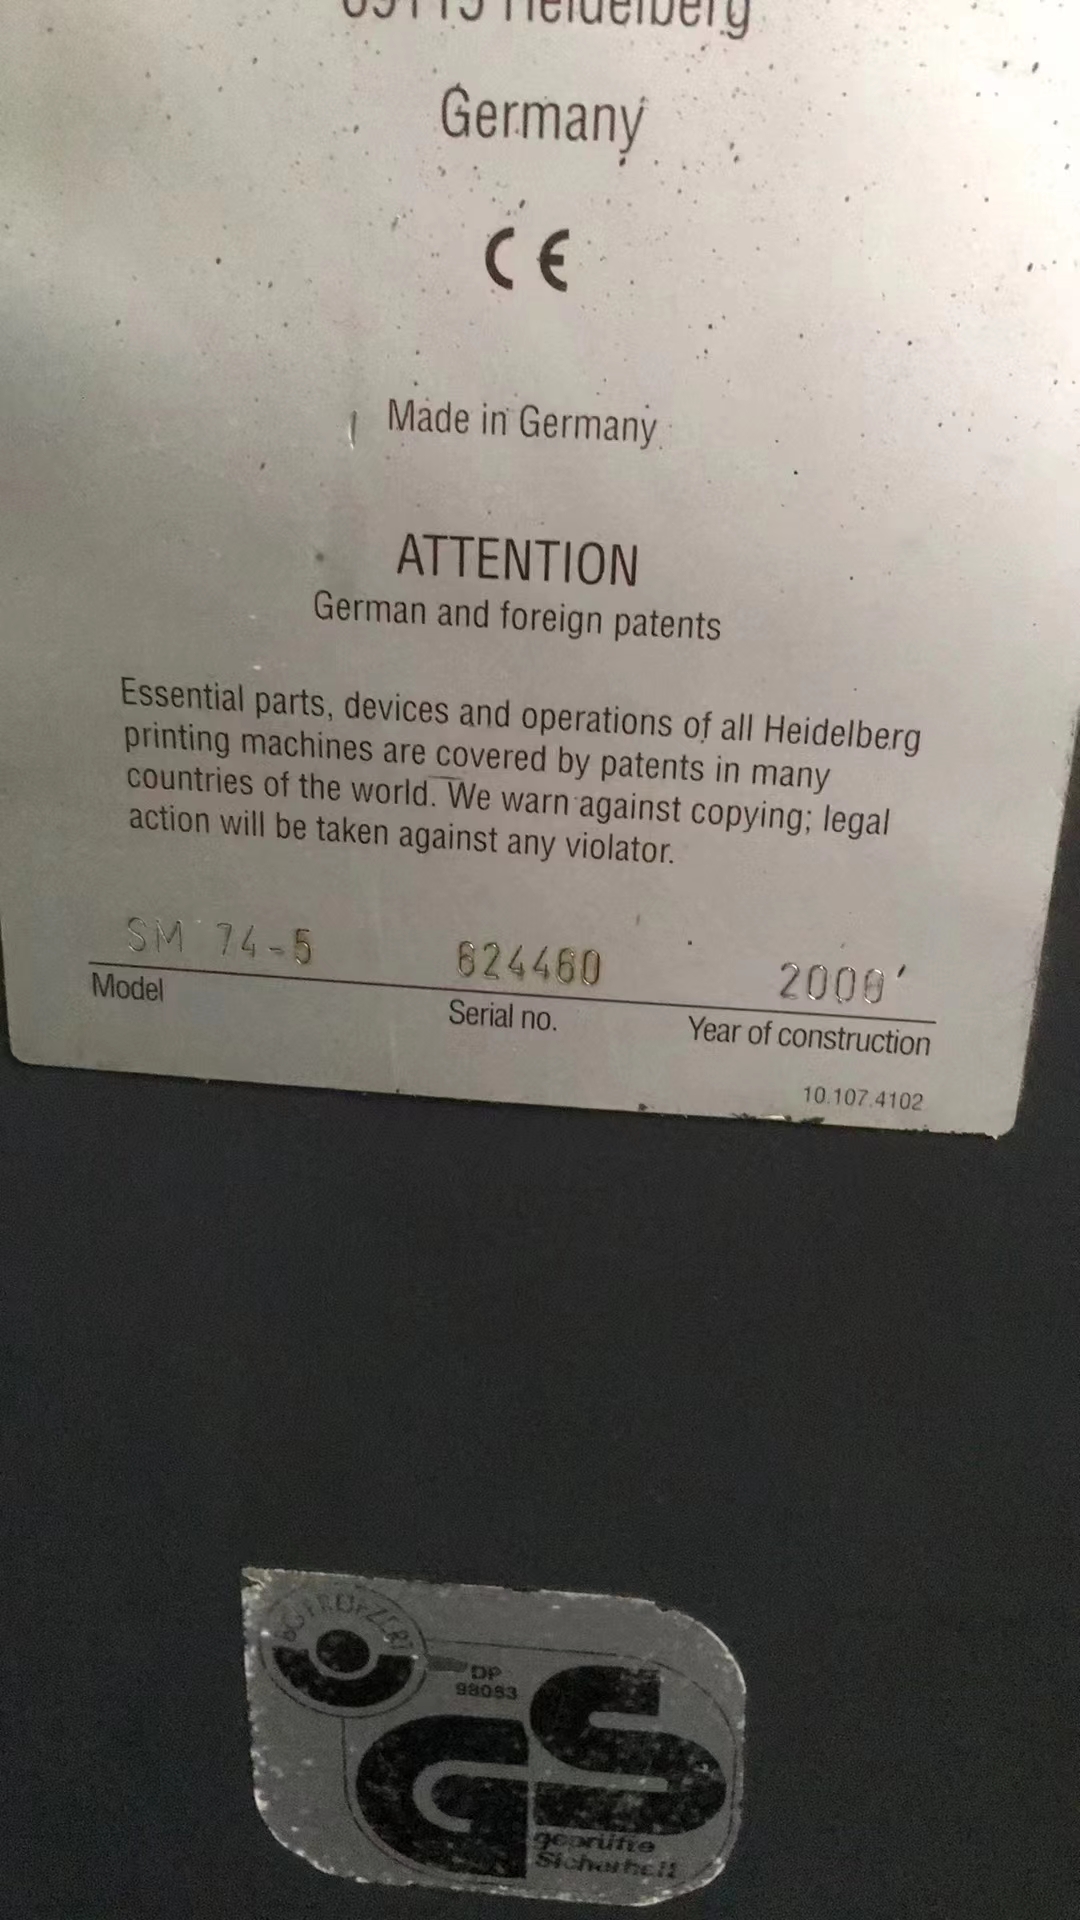 Heidelberg
Germany
CE
Made in Germany
ATTENTION
German and foreign patents
Essential parts, devices and operations of all Heidelberg
printing machines are covered by patents in many
countries of the world. We warn against copying; legal
action will be taken against any violator.
SM 74-5 624460 2000
Model Serial no. Year of construction
10.107.4102
DP
98083
GS
geprüfte
Sicherheit